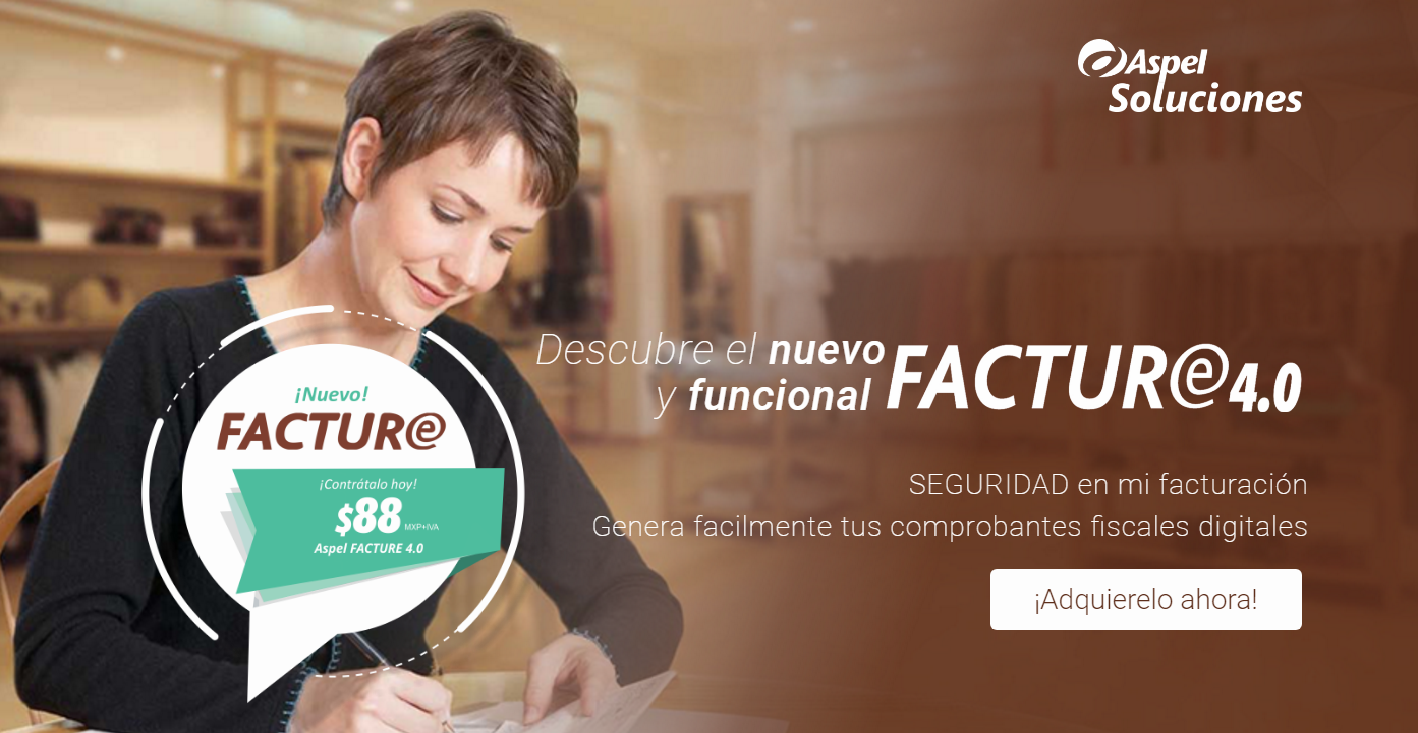 Aspel
Soluciones
Descubre el nuevo
y funcional FACTUR@ 4.0
¡Nuevo!
FACTUR@
¡Contrátalo hoy!
$88 MXP+IVA
Aspel FACTURE 4.0
SEGURIDAD en mi facturación
Genera facilmente tus comprobantes fiscales digitales
¡Adquierelo ahora!